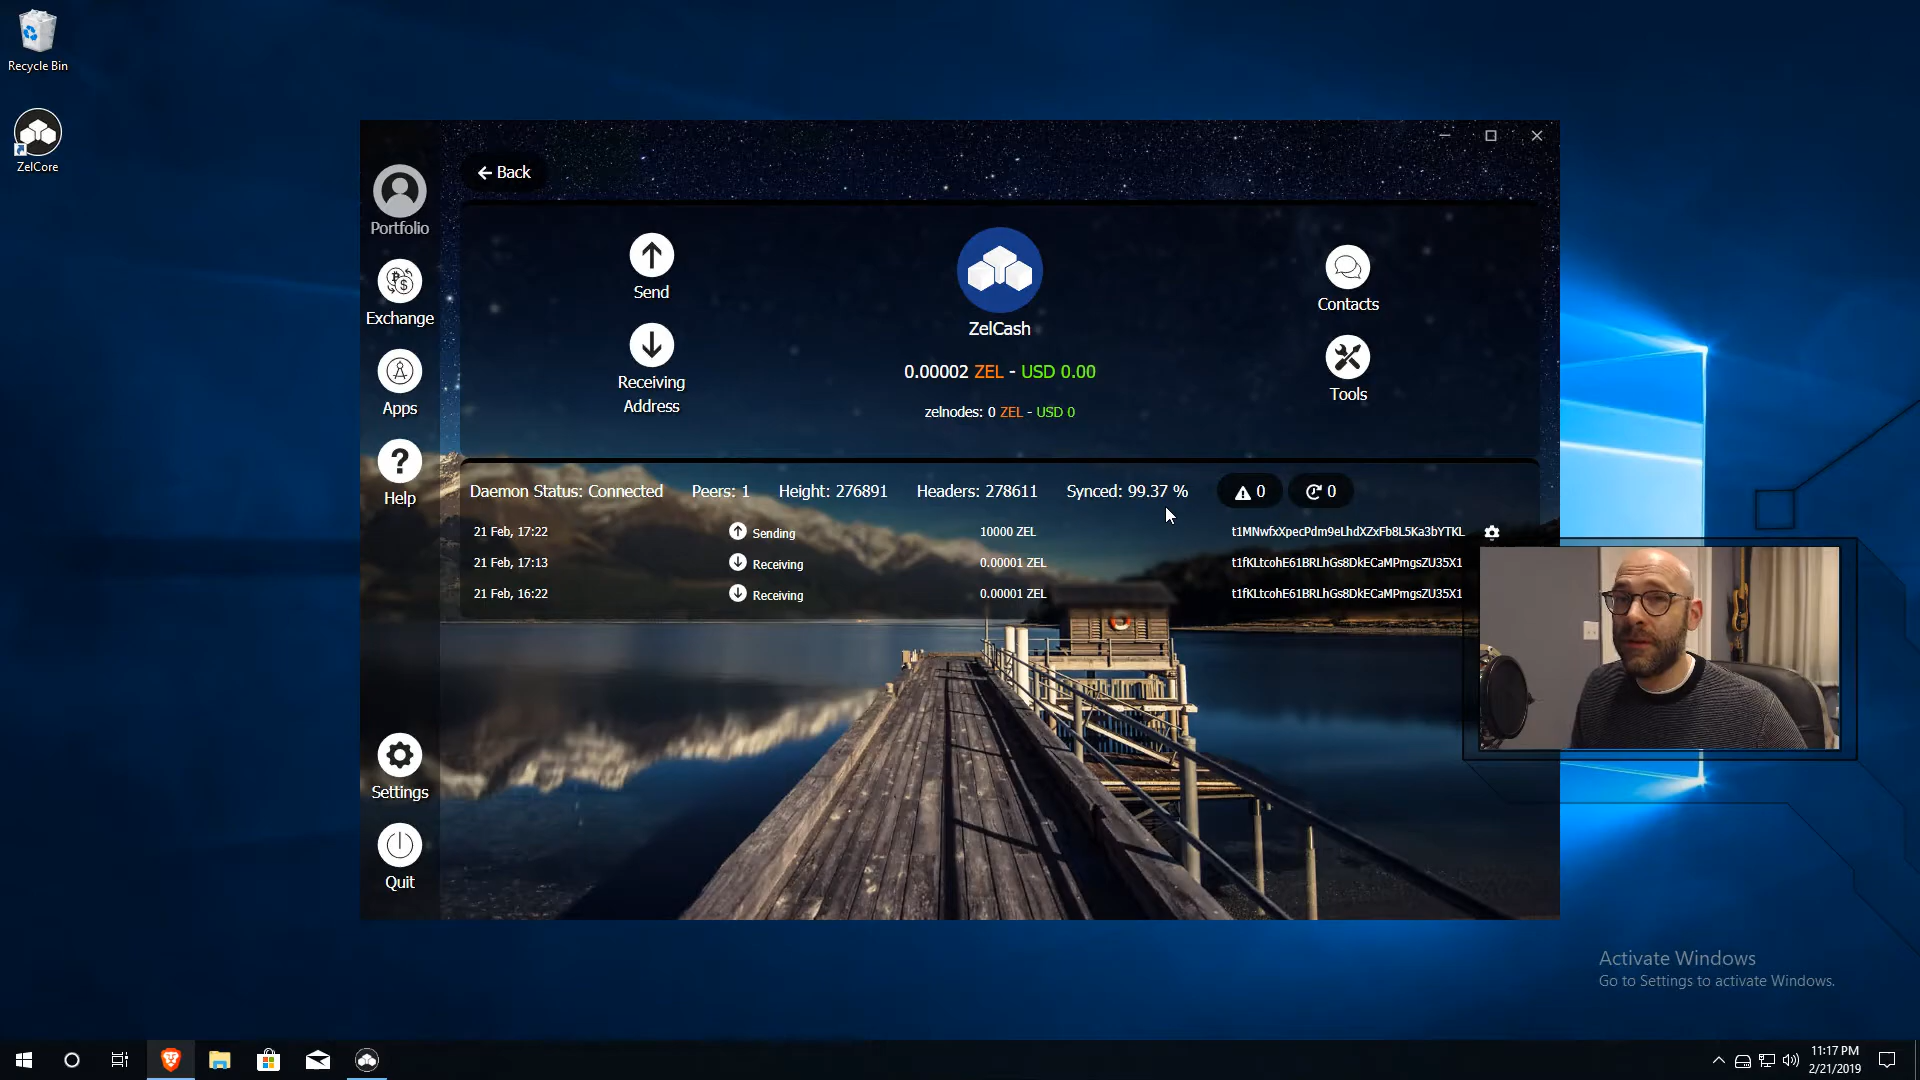 Recycle Bin
ZelCore
Portfolio
Exchange
Apps
Help
Settings
Quit
Back
Send
Receiving
Address
ZelCash
0.00002 ZEL - USD 0.00
zelnodes: 0 ZEL - USD 0
Contacts
Tools
Daemon Status: Connected Peers: 1 Height: 276891 Headers: 278611 Synced: 99.37 % 0 0
21 Feb, 17:22 Sending 10000 ZEL t1MNwfxXpecPdm9eLhdXZxFb8L5Ka3bYTKL
21 Feb, 17:13 Receiving 0.00001 ZEL t1fKLtcohE61BRLhGs8DkECaMPmgsZU35X1
21 Feb, 16:22 Receiving 0.00001 ZEL t1fKLtcohE61BRLhGs8DkECaMPmgsZU35X1
Activate Windows
Go to Settings to activate Windows.
11:17 PM
2/21/2019